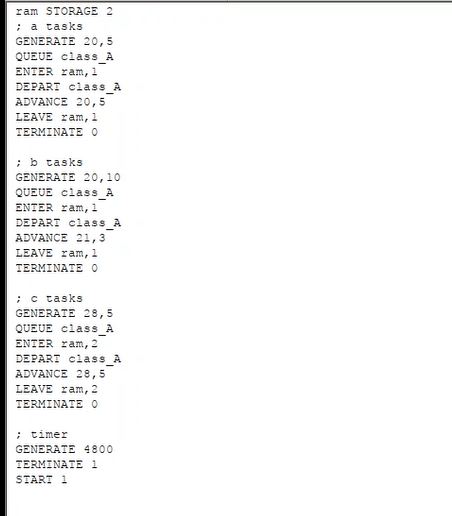 ram STORAGE 2
; a tasks
GENERATE 20,5
QUEUE class_A
ENTER ram,1
DEPART class_A
ADVANCE 20,5
LEAVE ram,1
TERMINATE 0
; b tasks
GENERATE 20,10
QUEUE class_A
ENTER ram,1
DEPART class_A
ADVANCE 21,3
LEAVE ram,1
TERMINATE 0
; c tasks
GENERATE 28,5
QUEUE class_A
ENTER ram,2
DEPART class_A
ADVANCE 28,5
LEAVE ram,2
TERMINATE 0
; timer
GENERATE 4800
TERMINATE 1
START 1